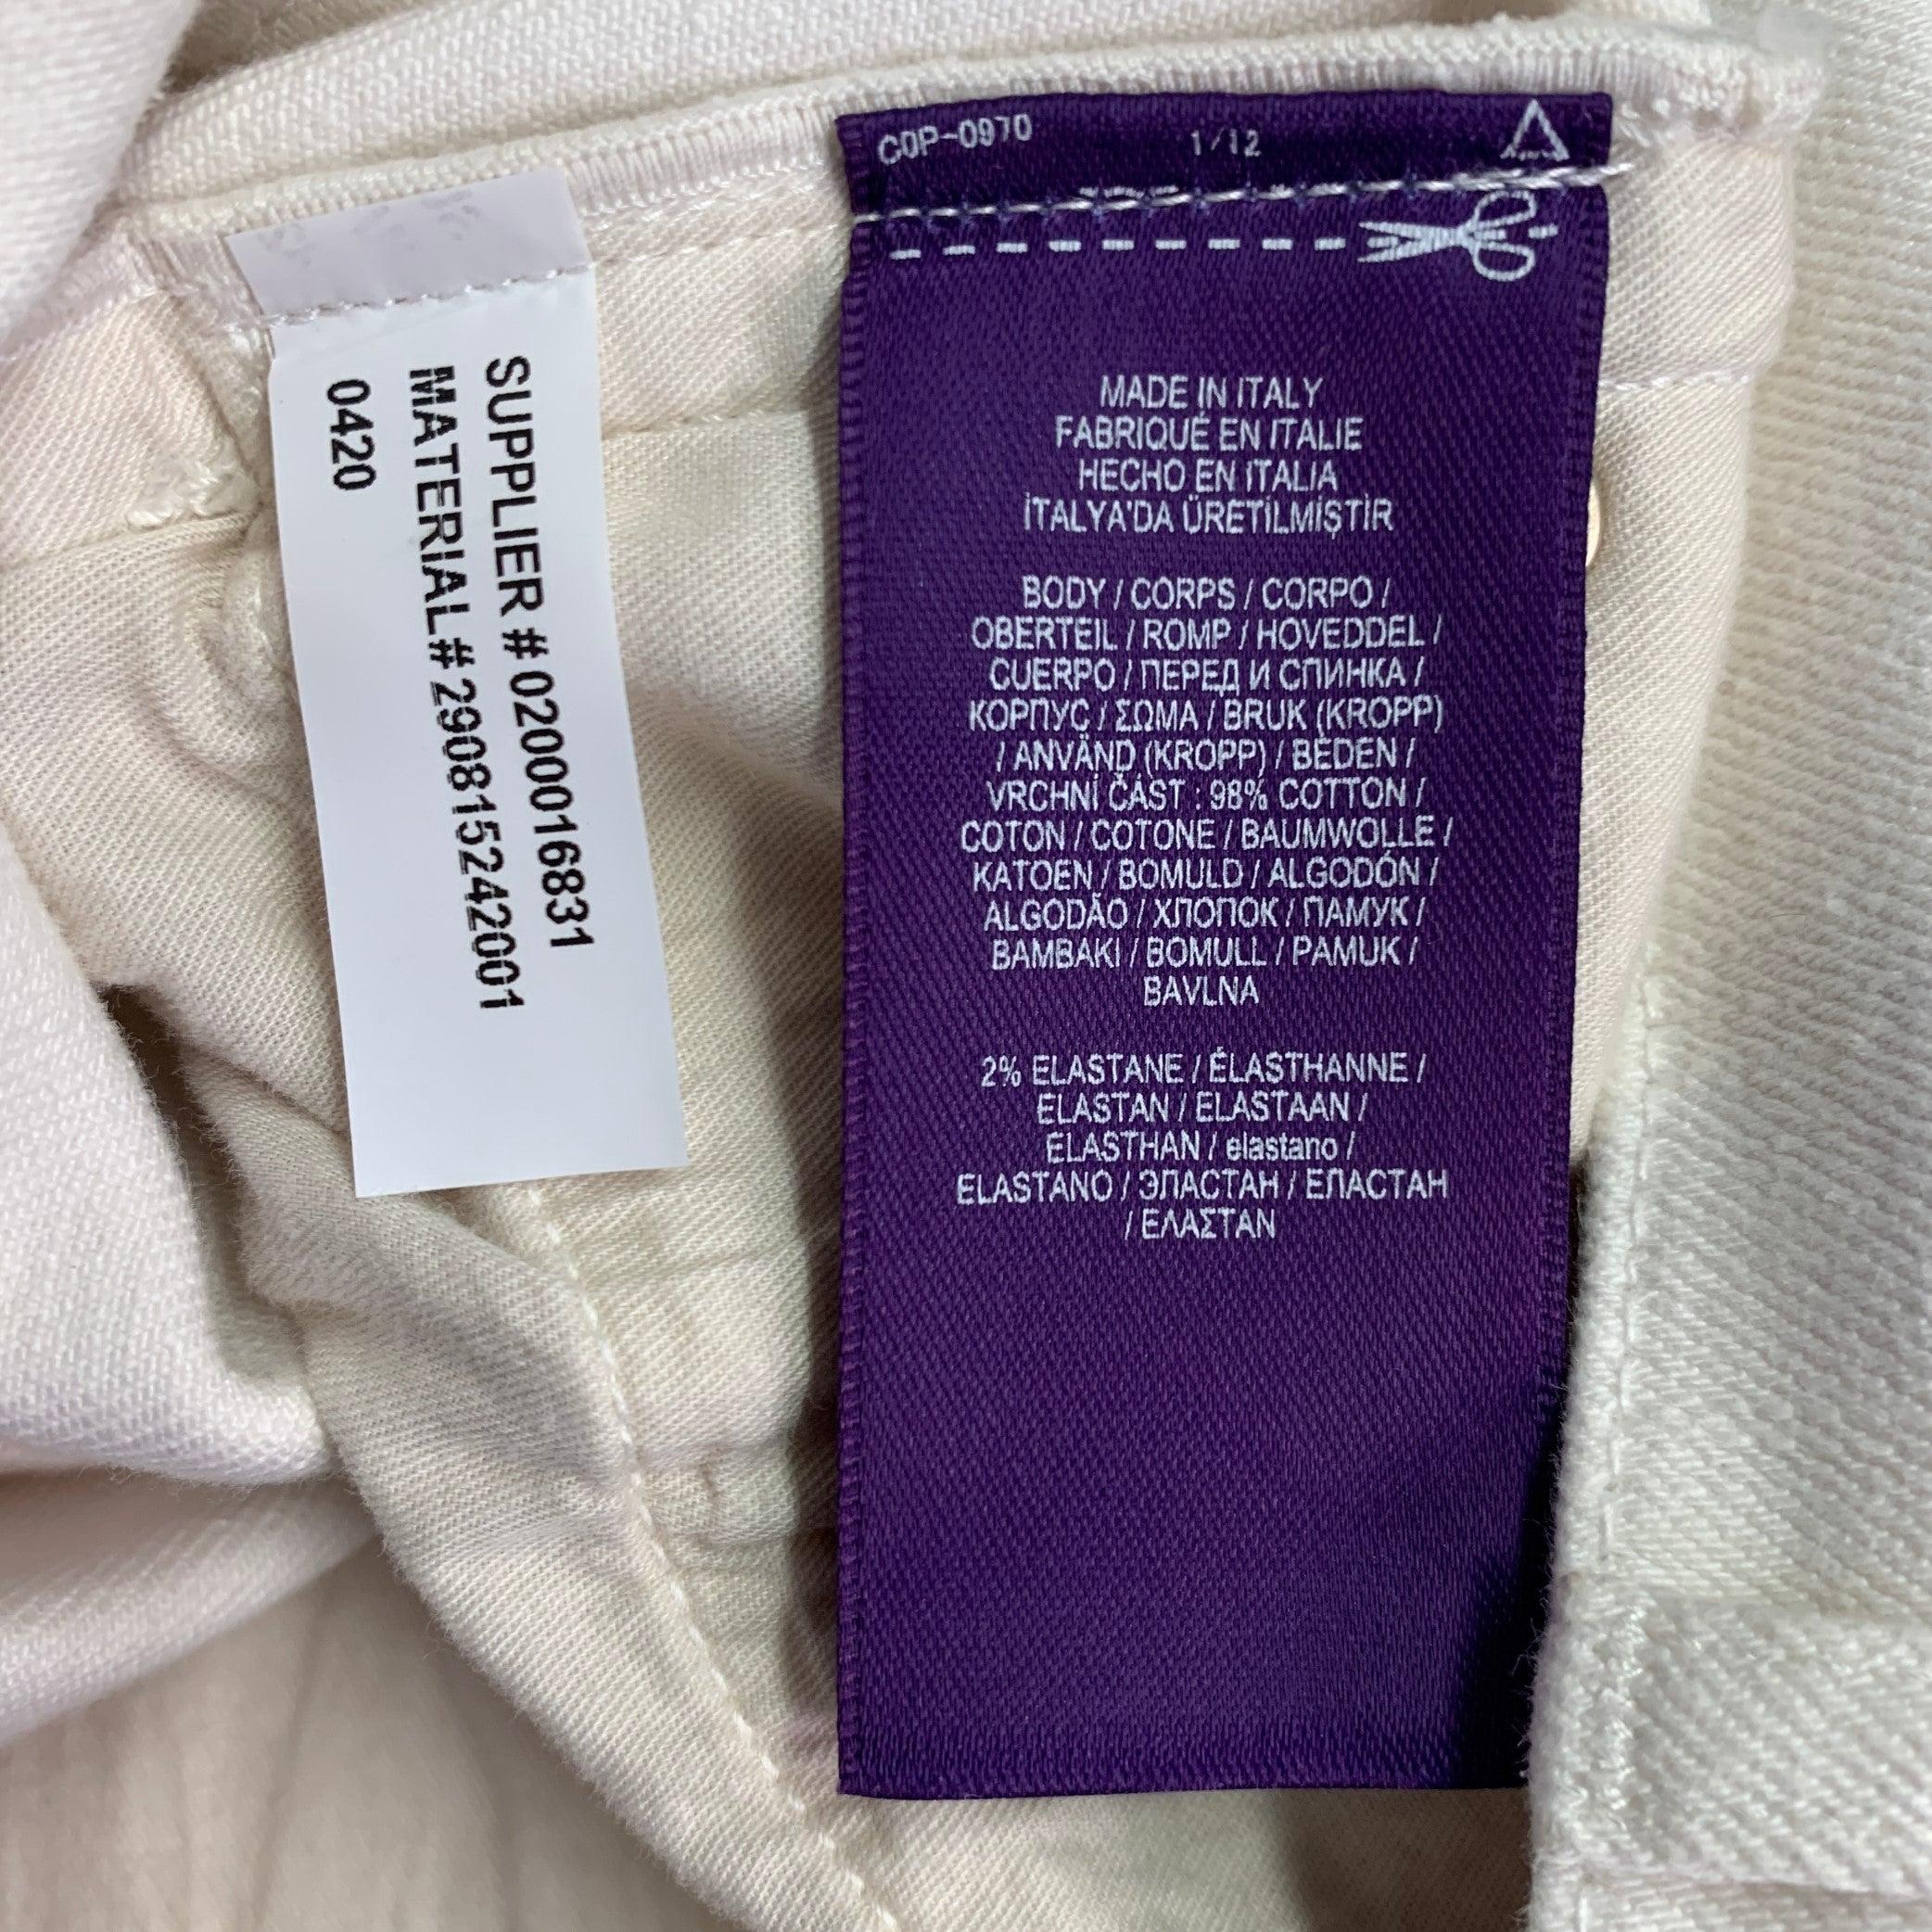 SUPPLIER # 0200016831
MATERIAL# 290815242001
0420
COP-0970 1/12
MADE IN ITALY
FABRIQUÉ EN ITALIE
HECHO EN ITALIA
İTALYA'DA ÜRETİLMİŞTİR
BODY / CORPS / CORPO /
OBERTEIL / ROMP / HOVEDDEL /
CUERPO / ПЕРЕД И СПИНКА /
КОРПУС / ΣΩΜΑ / BRUK (KROPP)
/ ANVÄND (KROPP) / BEDEN /
VRCHNÍ ČÁST : 98% COTTON /
COTON / COTONE / BAUMWOLLE /
KATOEN / BOMULD / ALGODÓN /
ALGODÃO / ХЛОПОК / ПАМУК /
BAMBAKI / BOMULL / PAMUK /
BAVLNA
2% ELASTANE / ÉLASTHANNE /
ELASTAN / ELASTAAN /
ELASTHAN / elastano /
ELASTANO / ЭЛАСТАН / ЕЛАСТАН
/ ΕΛΑΣΤΑΝ